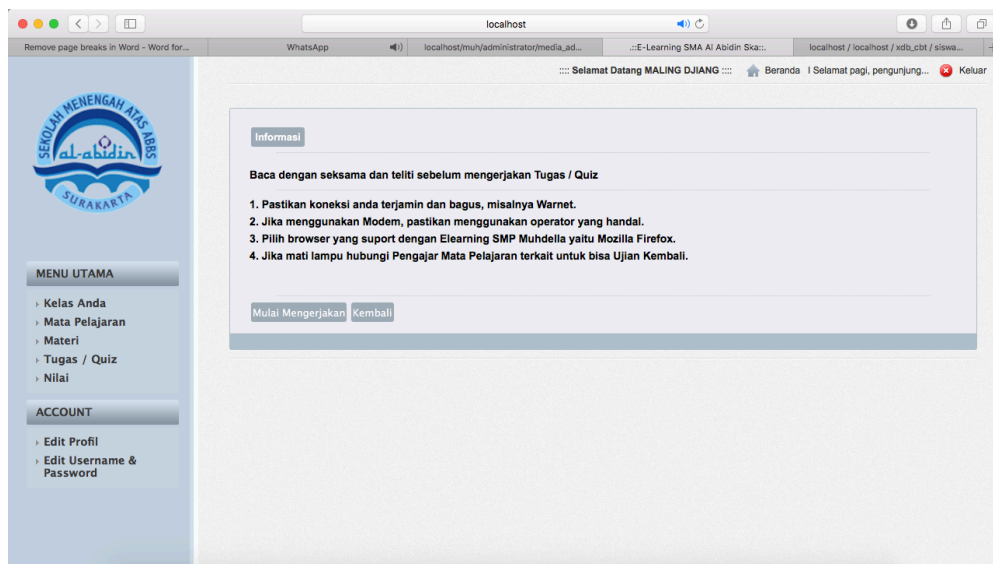 localhost
Remove page breaks in Word - Word for...
WhatsApp
localhost/muh/administrator/media_ad...
.::E-Learning SMA Al Abidin Ska::.
localhost / localhost / xdb_cbt / siswa...
:::: Selamat Datang MALING DJIANG ::::
Beranda
I Selamat pagi, pengunjung...
Keluar
SEKOLAH MENENGAH ATAS ABBS
al-abidin
SURAKARTA
MENU UTAMA
Kelas Anda
Mata Pelajaran
Materi
Tugas / Quiz
Nilai
ACCOUNT
Edit Profil
Edit Username &
Password
Informasi
Baca dengan seksama dan teliti sebelum mengerjakan Tugas / Quiz
1. Pastikan koneksi anda terjamin dan bagus, misalnya Warnet.
2. Jika menggunakan Modem, pastikan menggunakan operator yang handal.
3. Pilih browser yang suport dengan Elearning SMP Muhdella yaitu Mozilla Firefox.
4. Jika mati lampu hubungi Pengajar Mata Pelajaran terkait untuk bisa Ujian Kembali.
Mulai Mengerjakan
Kembali